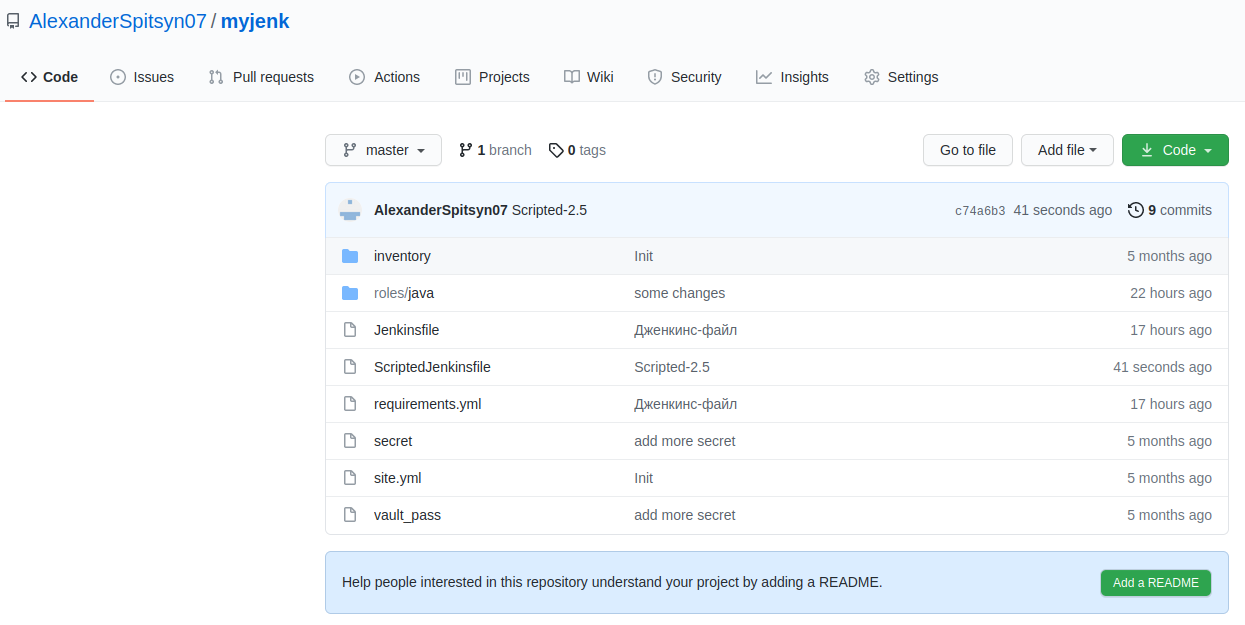 AlexanderSpitsyn07 / myjenk
Code Issues Pull requests Actions Projects Wiki Security Insights Settings
master 1 branch 0 tags Go to file Add file Code
AlexanderSpitsyn07 Scripted-2.5 c74a6b3 41 seconds ago 9 commits
inventory Init 5 months ago
roles/java some changes 22 hours ago
Jenkinsfile Дженкинс-файл 17 hours ago
ScriptedJenkinsfile Scripted-2.5 41 seconds ago
requirements.yml Дженкинс-файл 17 hours ago
secret add more secret 5 months ago
site.yml Init 5 months ago
vault_pass add more secret 5 months ago
Help people interested in this repository understand your project by adding a README. Add a README